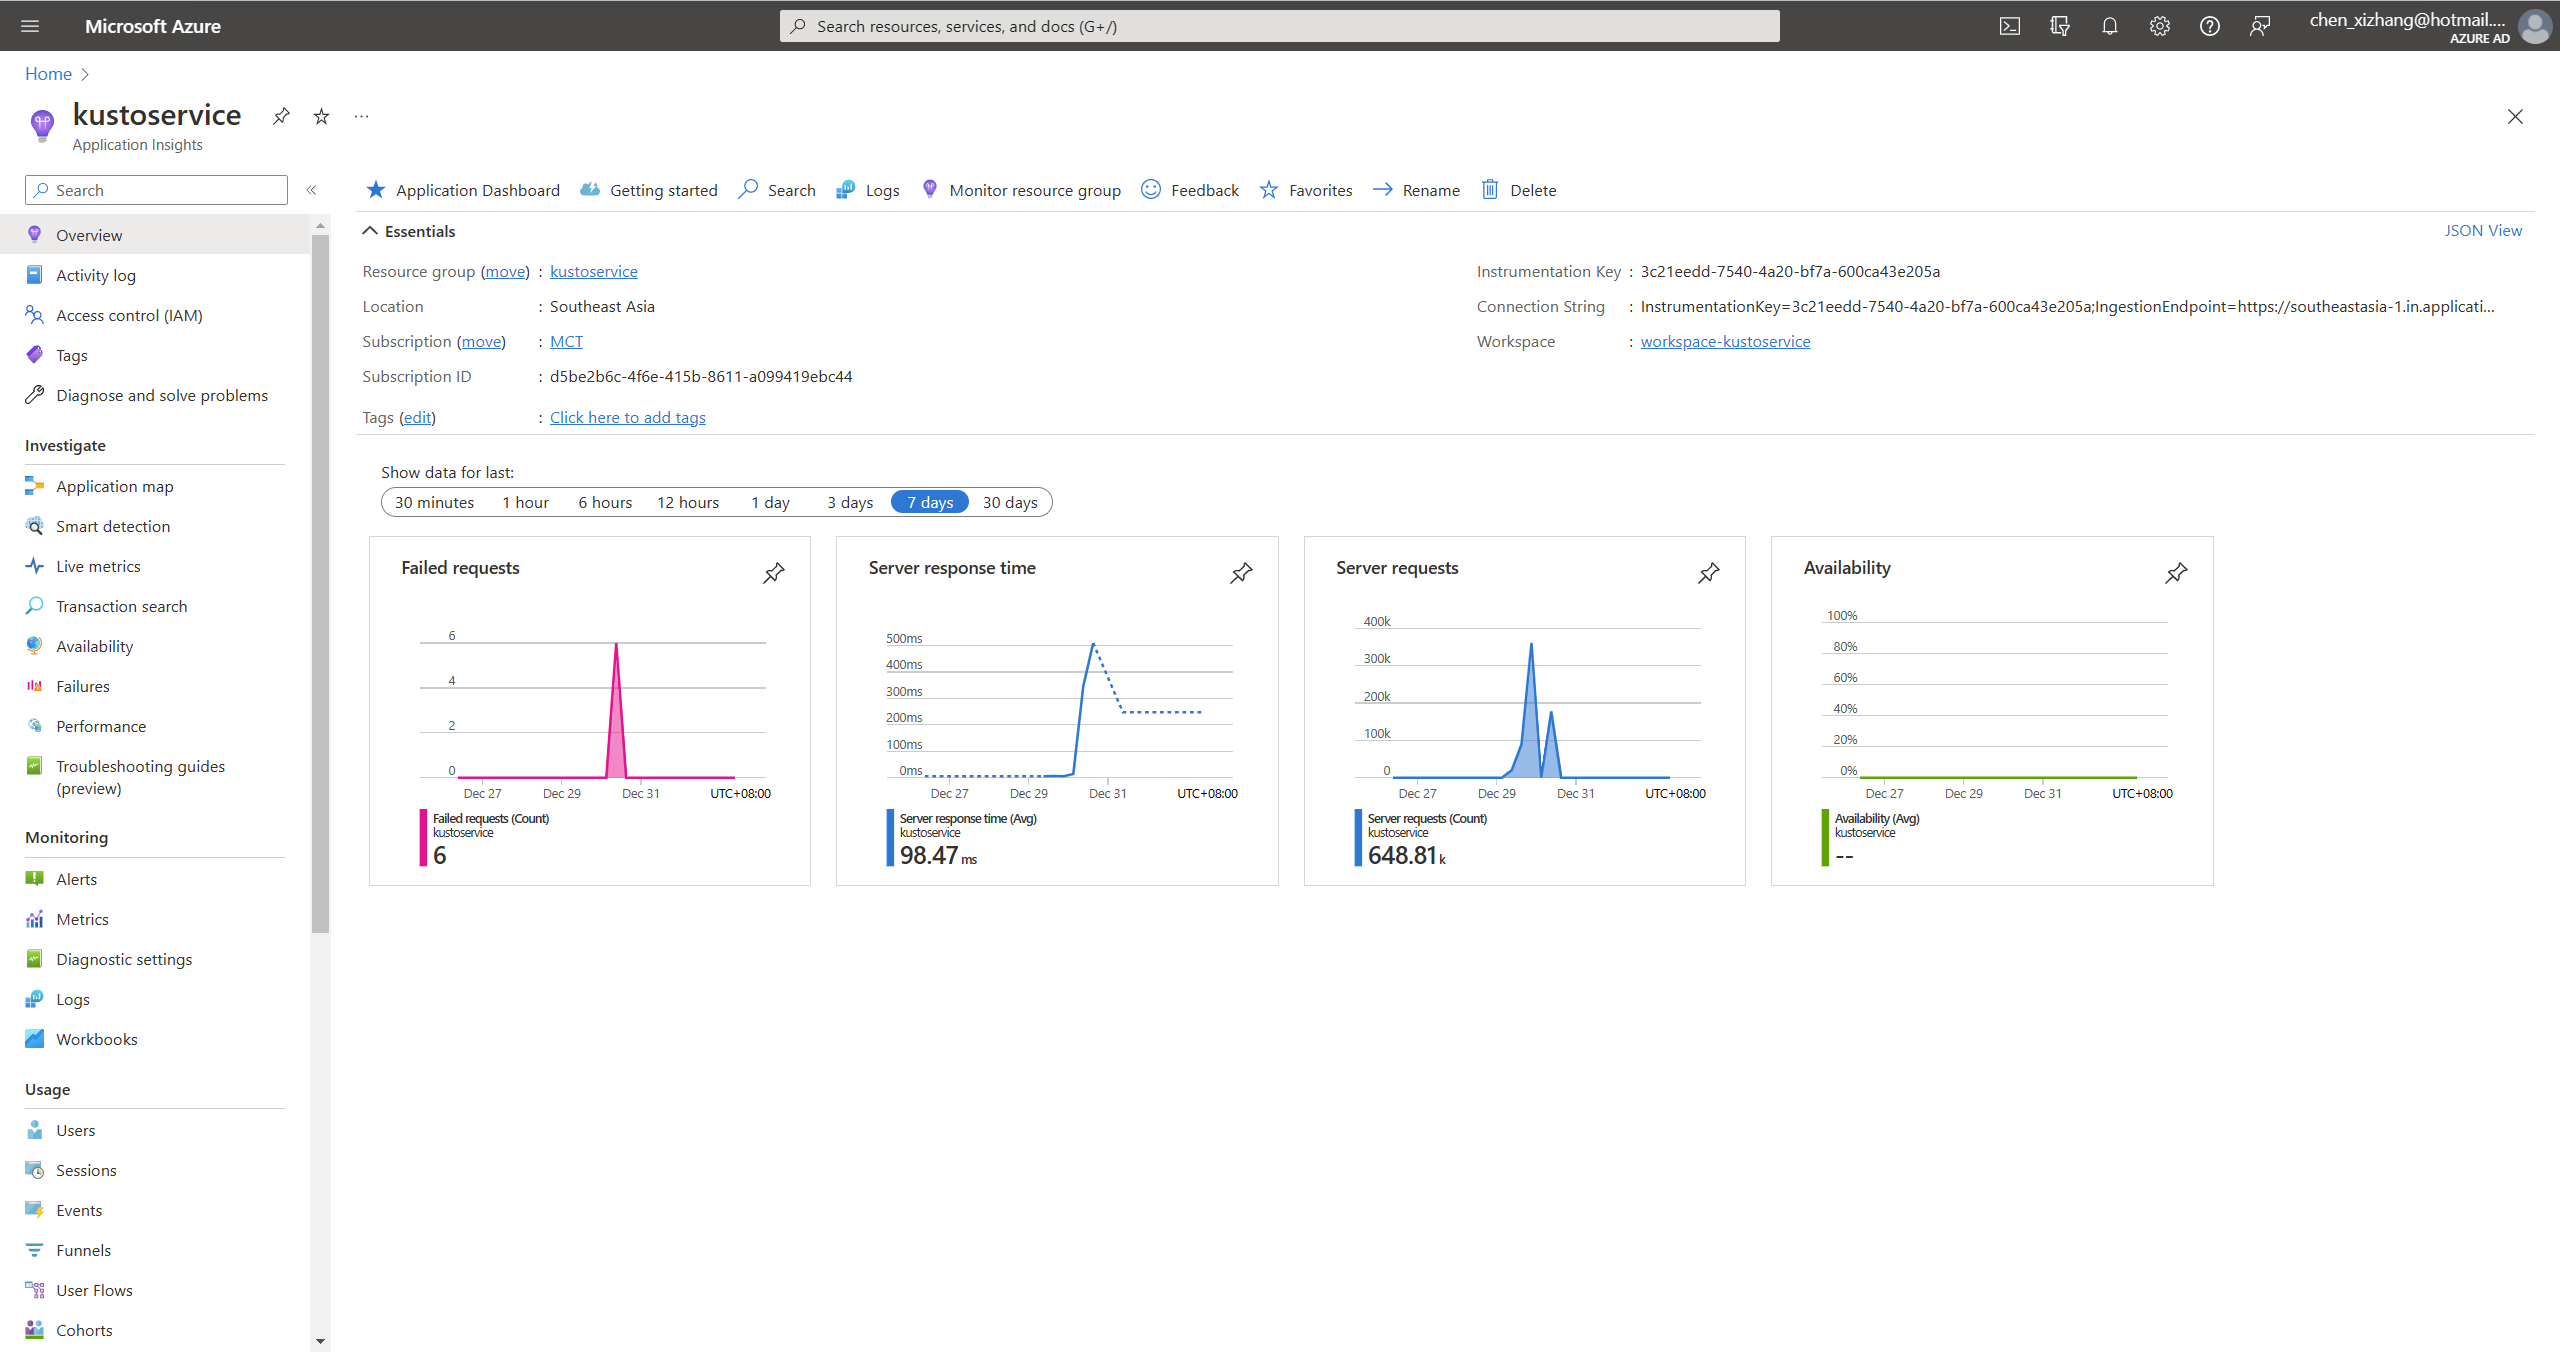 Microsoft Azure
Search resources, services, and docs (G+/)
chen_xizhang@hotmail....
AZURE AD
Home
kustoservice
Application Insights
Search
Application Dashboard
Getting started
Search
Logs
Monitor resource group
Feedback
Favorites
Rename
Delete
Overview
Activity log
Access control (IAM)
Tags
Diagnose and solve problems
Investigate
Application map
Smart detection
Live metrics
Transaction search
Availability
Failures
Performance
Troubleshooting guides
(preview)
Monitoring
Alerts
Metrics
Diagnostic settings
Logs
Workbooks
Usage
Users
Sessions
Events
Funnels
User Flows
Cohorts
Essentials
JSON View
Resource group (move) : kustoservice
Location : Southeast Asia
Subscription (move) : MCT
Subscription ID : d5be2b6c-4f6e-415b-8611-a099419ebc44
Tags (edit) : Click here to add tags
Instrumentation Key : 3c21eedd-7540-4a20-bf7a-600ca43e205a
Connection String : InstrumentationKey=3c21eedd-7540-4a20-bf7a-600ca43e205a;IngestionEndpoint=https://southeastasia-1.in.applicati...
Workspace : workspace-kustoservice
Show data for last:
30 minutes 1 hour 6 hours 12 hours 1 day 3 days 7 days 30 days
Failed requests
6
4
2
0
Dec 27 Dec 29 Dec 31 UTC+08:00
Failed requests (Count)
kustoservice
6
Server response time
500ms
400ms
300ms
200ms
100ms
0ms
Dec 27 Dec 29 Dec 31 UTC+08:00
Server response time (Avg)
kustoservice
98.47 ms
Server requests
400k
300k
200k
100k
0
Dec 27 Dec 29 Dec 31 UTC+08:00
Server requests (Count)
kustoservice
648.81 k
Availability
100%
80%
60%
40%
20%
0%
Dec 27 Dec 29 Dec 31 UTC+08:00
Availability (Avg)
kustoservice
--